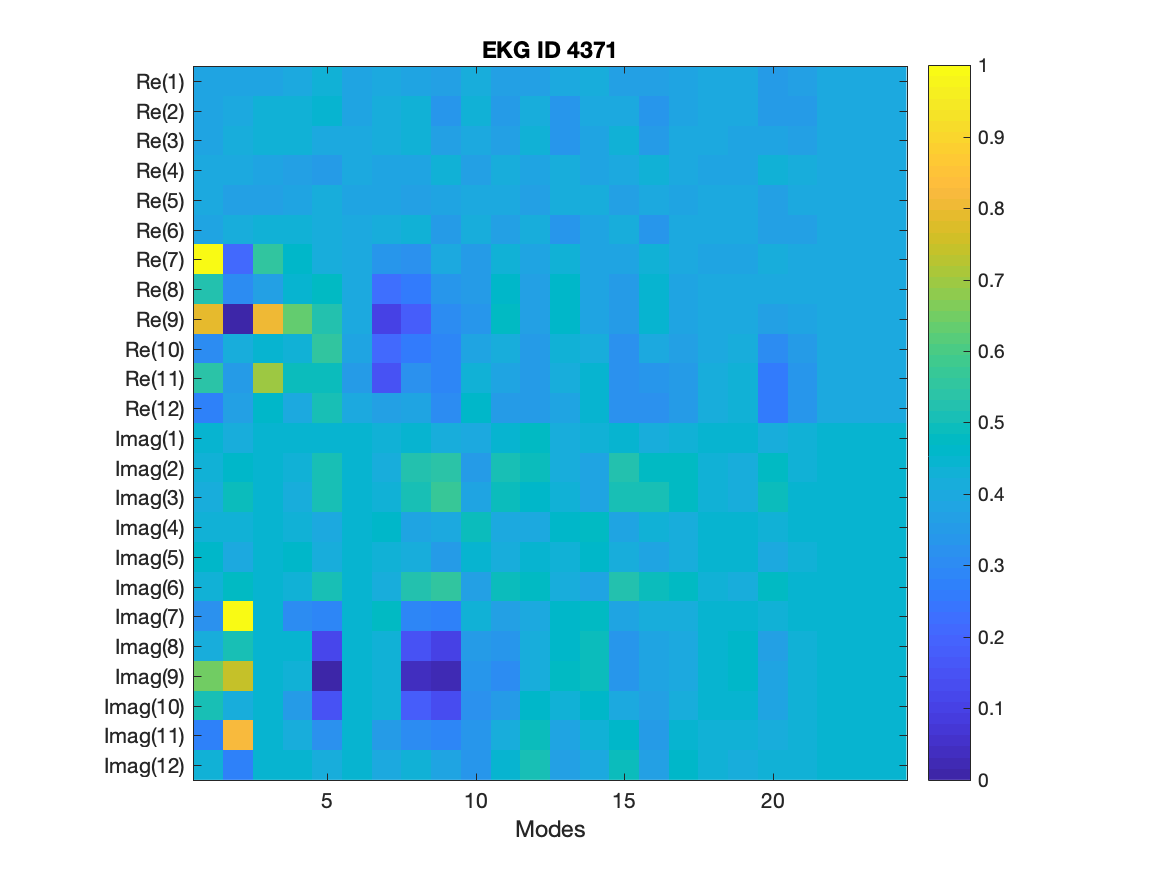 EKG ID 4371
Re(1)
Re(2)
Re(3)
Re(4)
Re(5)
Re(6)
Re(7)
Re(8)
Re(9)
Re(10)
Re(11)
Re(12)
Imag(1)
Imag(2)
Imag(3)
Imag(4)
Imag(5)
Imag(6)
Imag(7)
Imag(8)
Imag(9)
Imag(10)
Imag(11)
Imag(12)
5 10 15 20
Modes
1
0.9
0.8
0.7
0.6
0.5
0.4
0.3
0.2
0.1
0